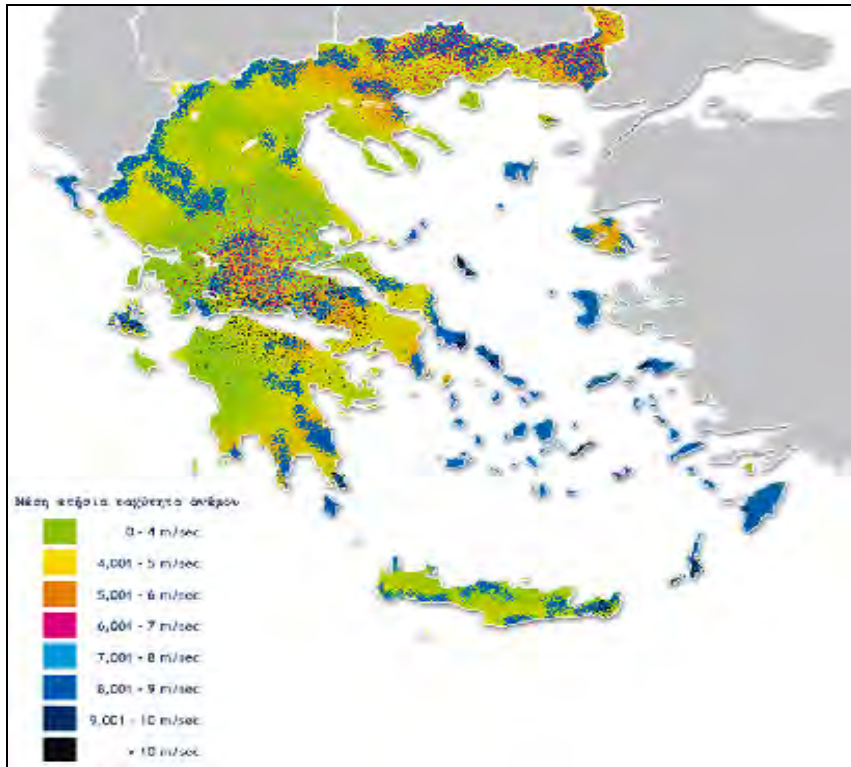 Μέση ετήσια ταχύτητα ανέμου
0 - 4 m/sec
4,001 - 5 m/sec
5,001 - 6 m/sec
6,001 - 7 m/sec
7,001 - 8 m/sec
8,001 - 9 m/sec
9,001 - 10 m/sec
> 10 m/sec